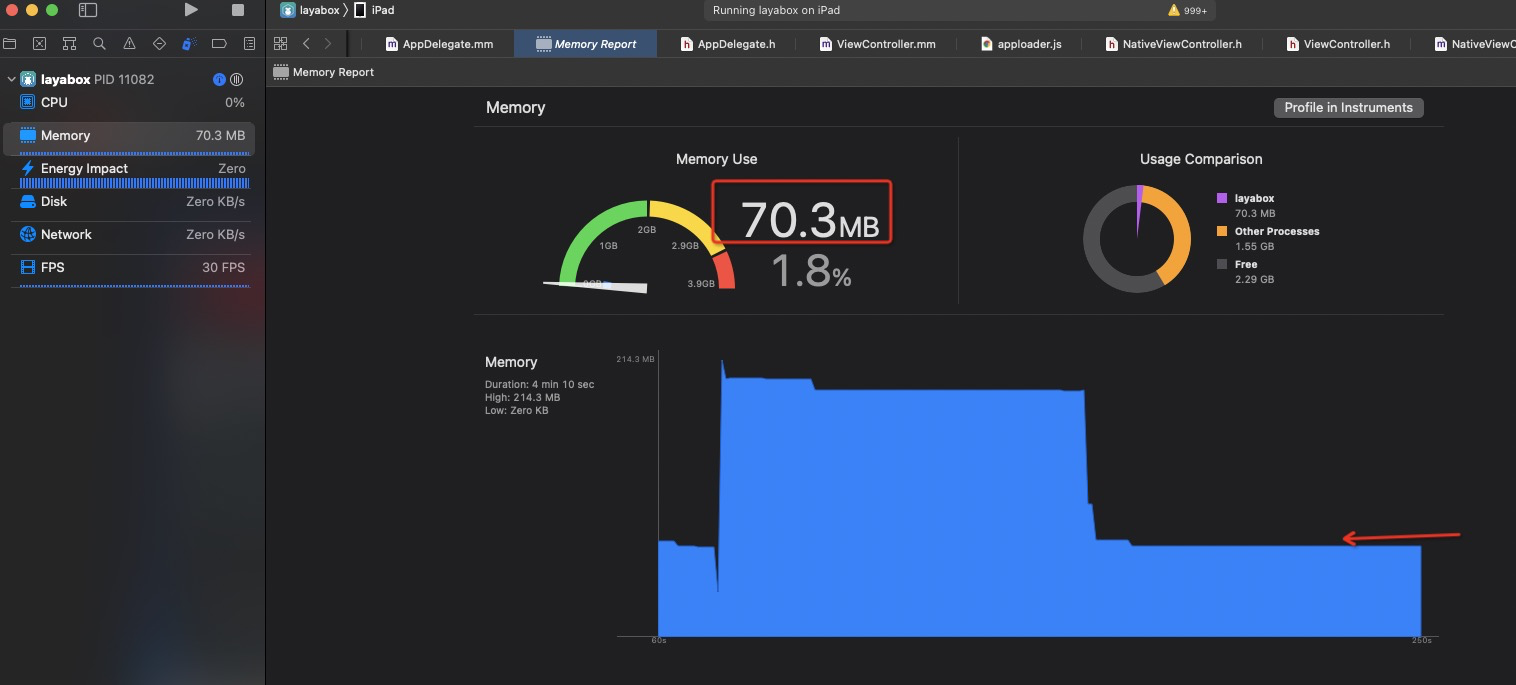 layabox 〉 iPad
Running layabox on iPad
999+
AppDelegate.mm
Memory Report
AppDelegate.h
ViewController.mm
apploader.js
NativeViewController.h
ViewController.h
NativeViewC
layabox PID 11082
CPU 0%
Memory 70.3 MB
Energy Impact Zero
Disk Zero KB/s
Network Zero KB/s
FPS 30 FPS
Memory Report
Memory
Profile in Instruments
Memory Use
70.3MB
1.8%
0GB
1GB
2GB
2.9GB
3.9GB
Usage Comparison
layabox
70.3 MB
Other Processes
1.55 GB
Free
2.29 GB
Memory
Duration: 4 min 10 sec
High: 214.3 MB
Low: Zero KB
214.3 MB
60s
250s